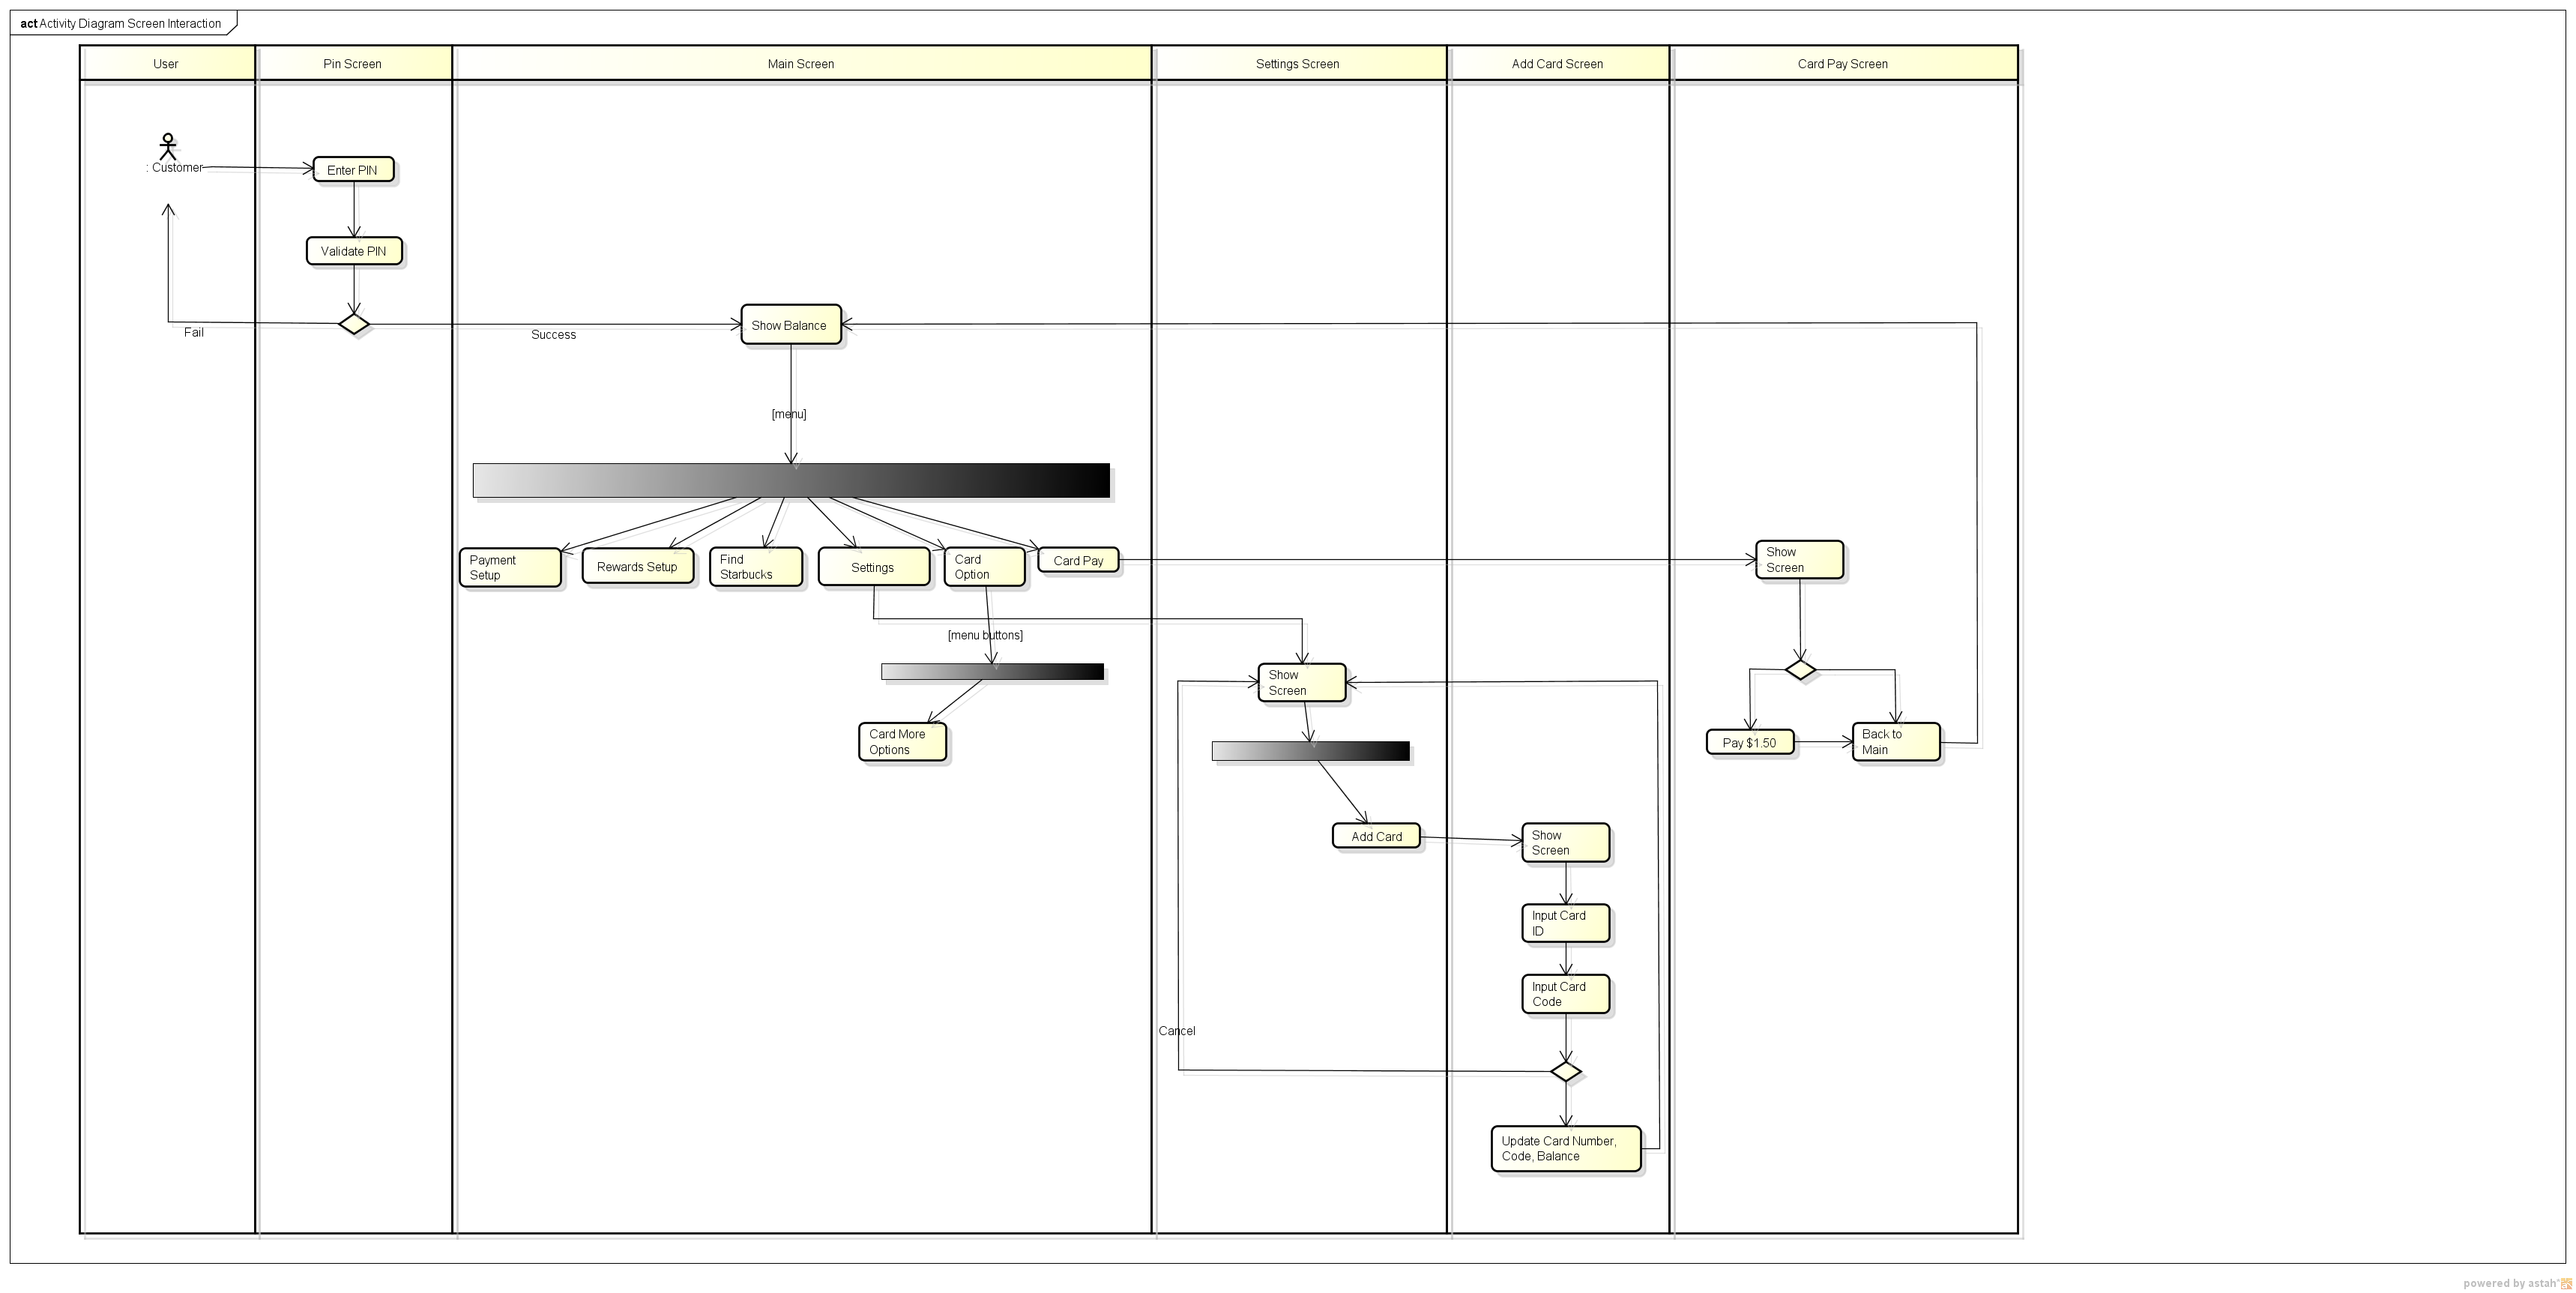 act Activity Diagram Screen Interaction
User
Pin Screen
Main Screen
Settings Screen
Add Card Screen
Card Pay Screen
: Customer
Enter PIN
Validate PIN
Fail
Success
Show Balance
[menu]
Payment
Setup
Rewards Setup
Find
Starbucks
Settings
Card
Option
Card Pay
Show
Screen
[menu buttons]
Card More
Options
Show
Screen
Pay $1.50
Back to
Main
Add Card
Show
Screen
Input Card
ID
Input Card
Code
Cancel
Update Card Number,
Code, Balance
powered by astah*